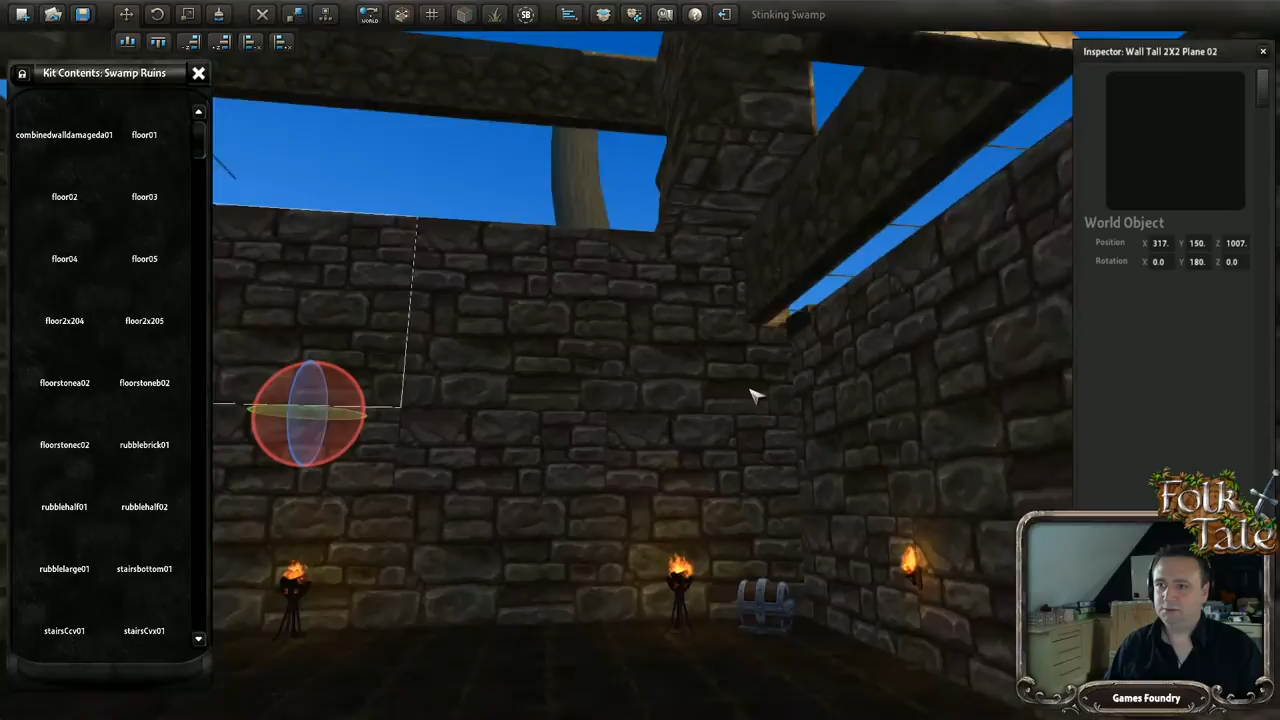 WORLD
SB
Stinking Swamp
Kit Contents: Swamp Ruins
combinedwalldamageda01
floor01
floor02
floor03
floor04
floor05
floor2x204
floor2x205
floorstonea02
floorstoneb02
floorstonec02
rubblebrick01
rubblehalf01
rubblehalf02
rubblelarge01
stairsbottom01
stairsCcv01
stairsCvx01
Inspector: Wall Tall 2X2 Plane 02
World Object
Position X 317. Y 150. Z 1007.
Rotation X 0.0 Y 180. Z 0.0
Folk
Tale
Games Foundry